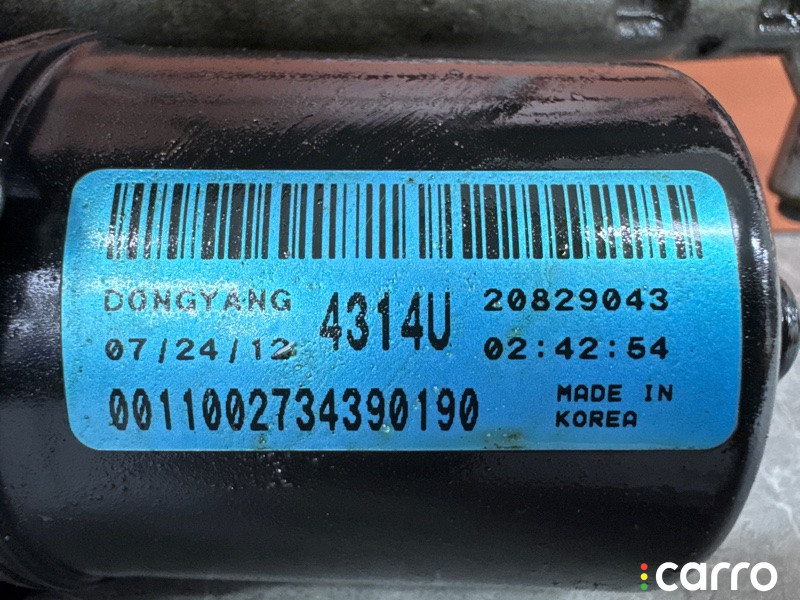 DONGYANG 4314U 20829043
07/24/12 02:42:54
0011002734390190 MADE IN
KOREA
carro